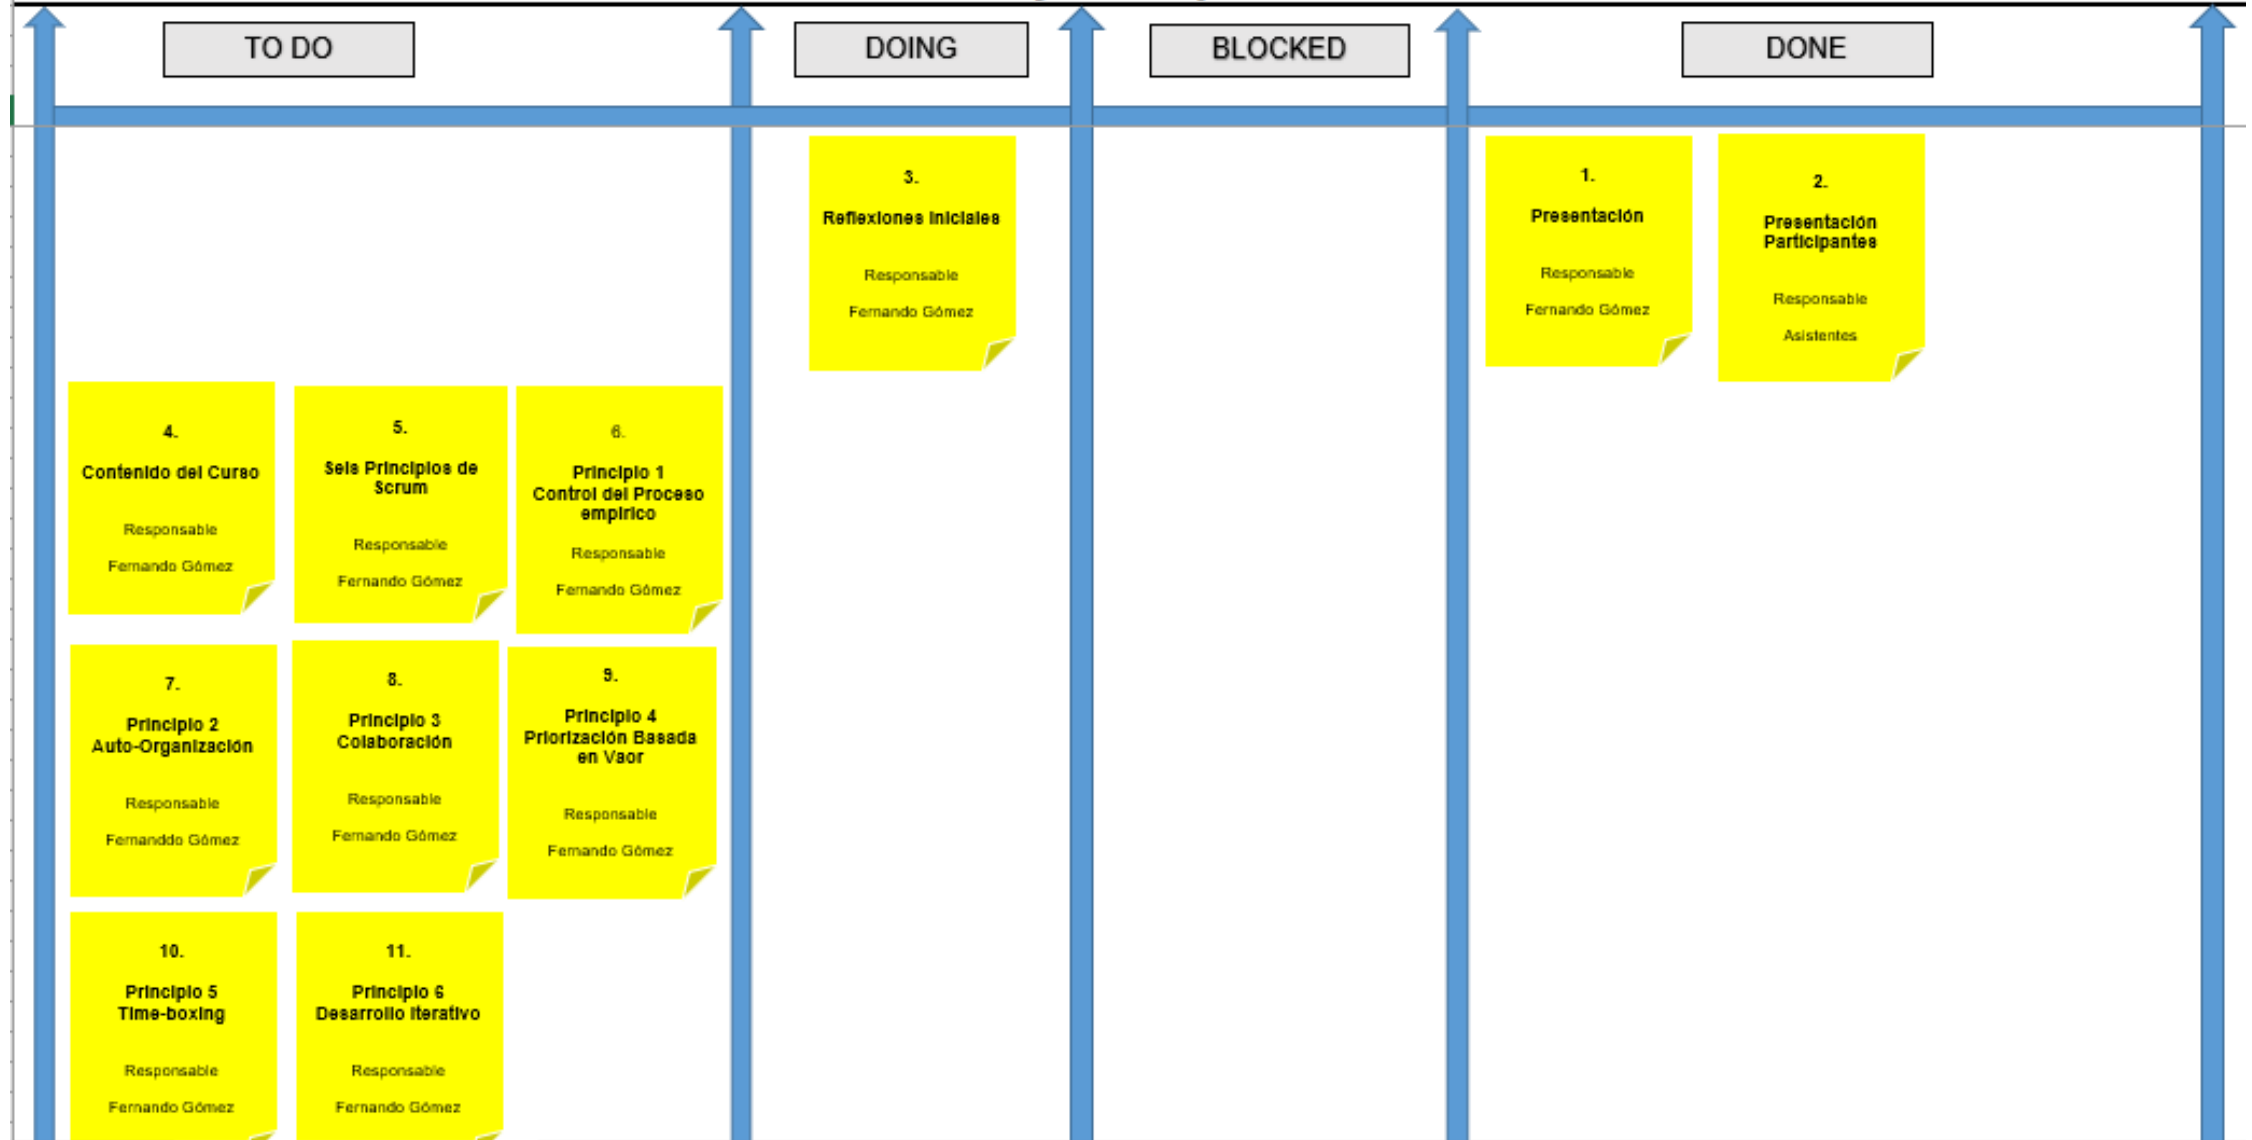 TO DO
DOING
BLOCKED
DONE
3.
Reflexiones Iniciales
Responsable
Fernando Gómez
1.
Presentación
Responsable
Fernando Gómez
2.
Presentación
Participantes
Responsable
Asistentes
4.
Contenido del Curso
Responsable
Fernando Gómez
5.
Seis Principios de
Scrum
Responsable
Fernando Gómez
6.
Principio 1
Control del Proceso
empirico
Responsable
Fernando Gómez
7.
Principio 2
Auto-Organización
Responsable
Fernanddo Gómez
8.
Principio 3
Colaboración
Responsable
Fernando Gómez
9.
Principio 4
Priorización Basada
en Vaor
Responsable
Fernando Gómez
10.
Principio 5
Time-boxing
Responsable
Fernando Gómez
11.
Principio 6
Desarrollo Iterativo
Responsable
Fernando Gómez